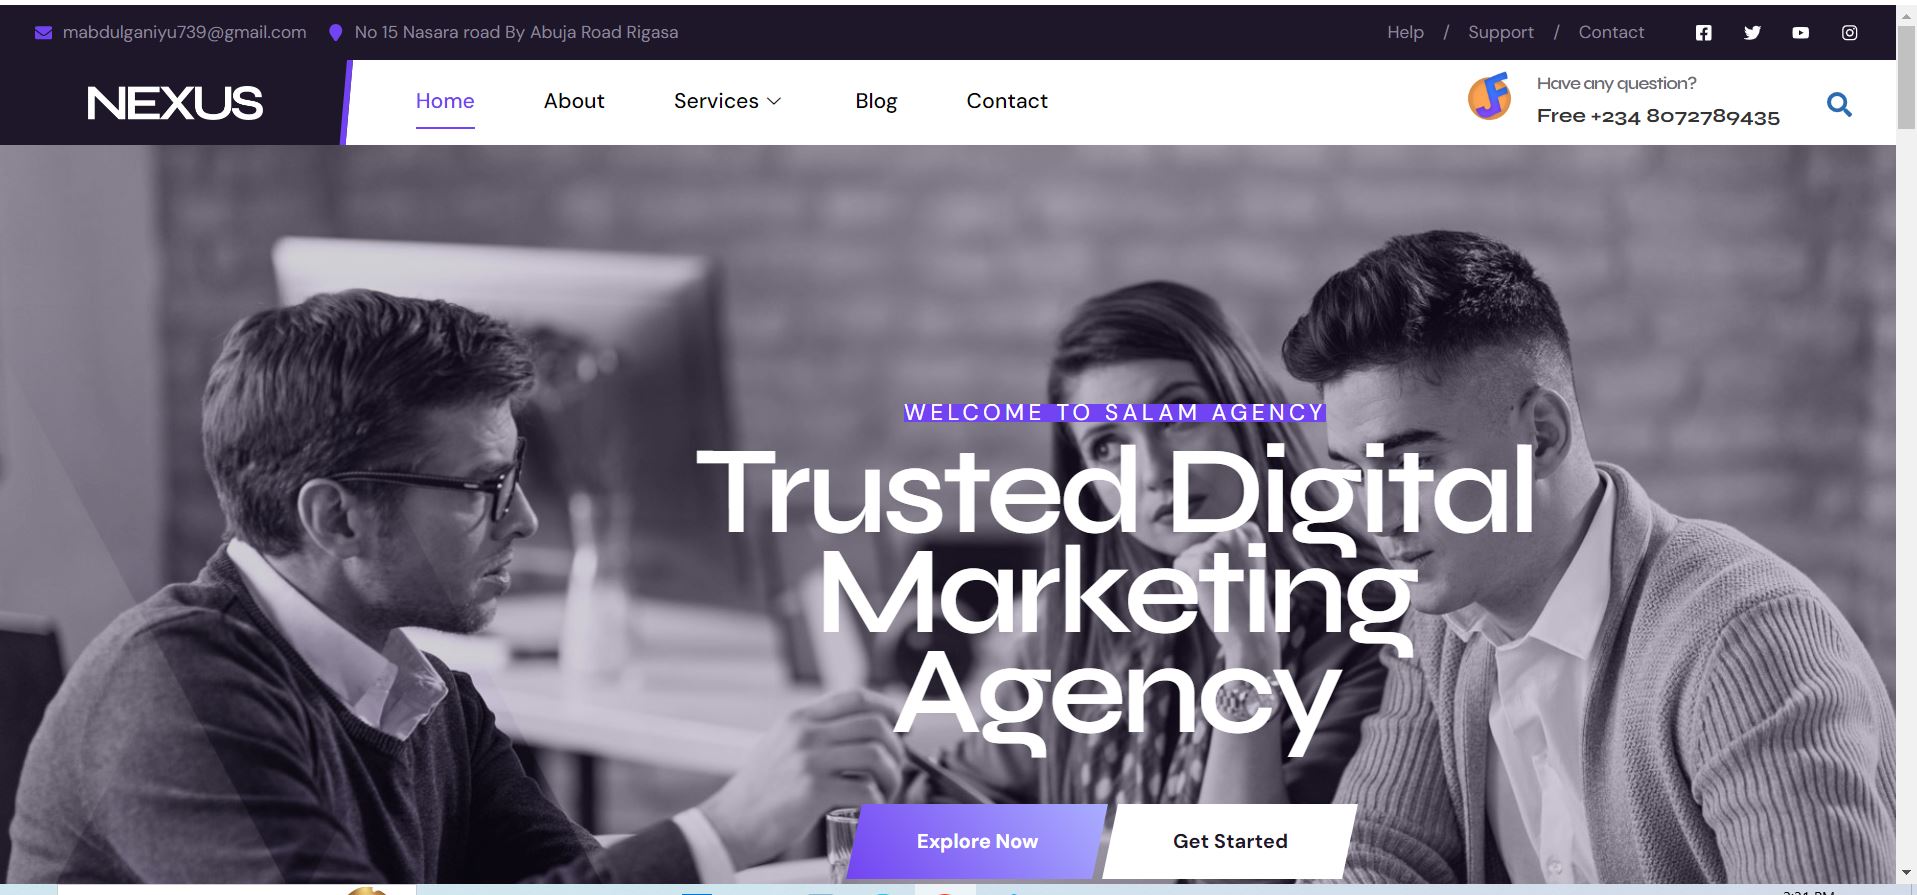 mabdulganiyu739@gmail.com No 15 Nasara road By Abuja Road Rigasa Help / Support / Contact
NEXUS Home About Services Blog Contact
Have any question?
Free +234 8072789435
WELCOME TO SALAM AGENCY
Trusted Digital
Marketing
Agency
Explore Now Get Started